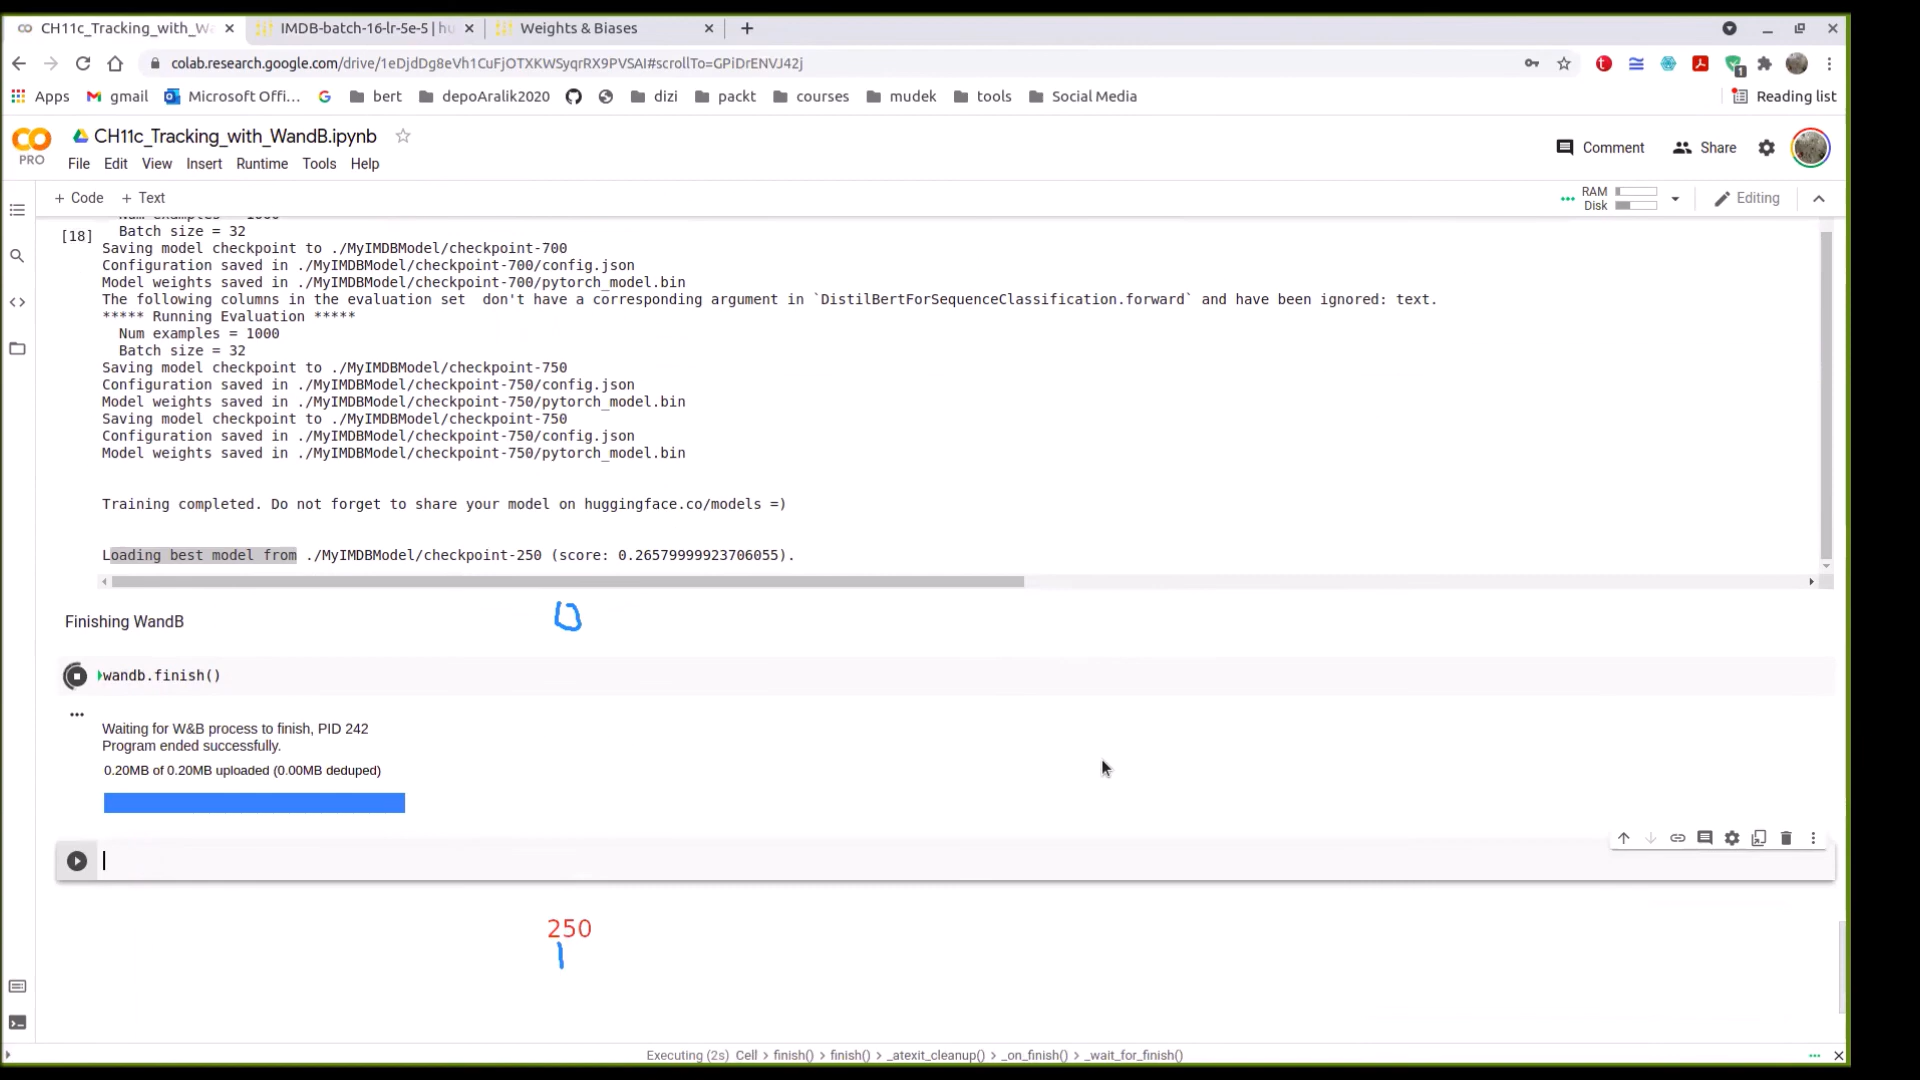 CH11c_Tracking_with_Wa
IMDB-batch-16-lr-5e-5 | hu
Weights & Biases
colab.research.google.com/drive/1eDjdDg8eVh1CuFjOTXKWSyqrRX9PVSAI#scrollTo=GPiDrENVJ42j
Apps
gmail
Microsoft Offi...
bert
depoAralik2020
dizi
packt
courses
mudek
tools
Social Media
Reading list
CO
PRO
CH11c_Tracking_with_WandB.ipynb
Comment
Share
File Edit View Insert Runtime Tools Help
+ Code + Text
RAM
Disk
Editing
Num examples = 1000
[18]
Batch size = 32
Saving model checkpoint to ./MyIMDBModel/checkpoint-700
Configuration saved in ./MyIMDBModel/checkpoint-700/config.json
Model weights saved in ./MyIMDBModel/checkpoint-700/pytorch_model.bin
The following columns in the evaluation set  don't have a corresponding argument in `DistilBertForSequenceClassification.forward` and have been ignored: text.
***** Running Evaluation *****
Num examples = 1000
Batch size = 32
Saving model checkpoint to ./MyIMDBModel/checkpoint-750
Configuration saved in ./MyIMDBModel/checkpoint-750/config.json
Model weights saved in ./MyIMDBModel/checkpoint-750/pytorch_model.bin
Saving model checkpoint to ./MyIMDBModel/checkpoint-750
Configuration saved in ./MyIMDBModel/checkpoint-750/config.json
Model weights saved in ./MyIMDBModel/checkpoint-750/pytorch_model.bin
Training completed. Do not forget to share your model on huggingface.co/models =)
Loading best model from ./MyIMDBModel/checkpoint-250 (score: 0.26579999923706055).
Finishing WandB
wandb.finish()
Waiting for W&B process to finish, PID 242
Program ended successfully.
0.20MB of 0.20MB uploaded (0.00MB deduped)
250
Executing (2s) Cell > finish() > finish() > _atexit_cleanup() > _on_finish() > _wait_for_finish()